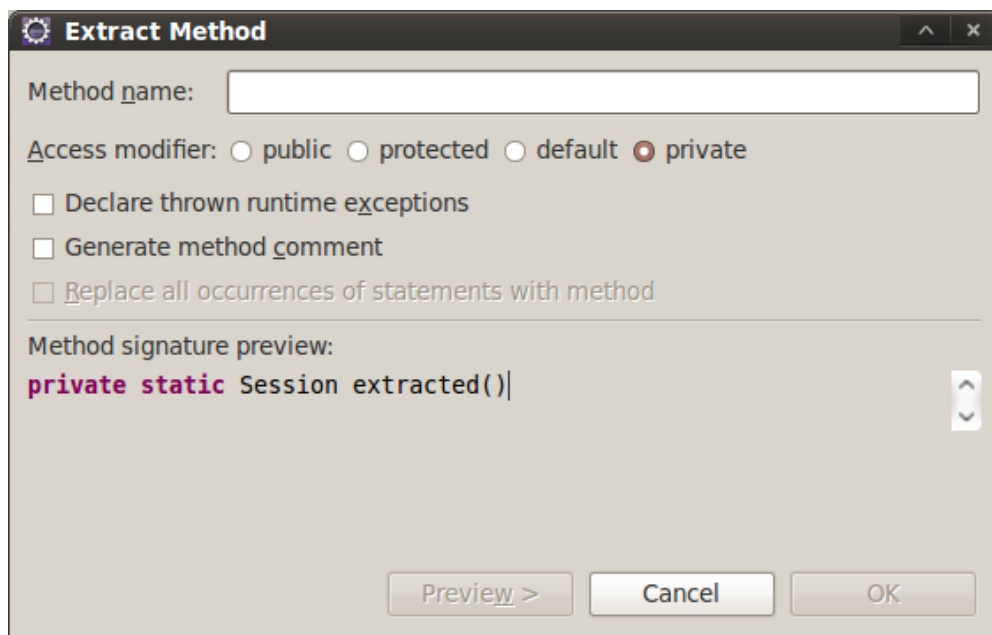 Extract Method
Method name:
Access modifier: public protected default private
Declare thrown runtime exceptions
Generate method comment
Replace all occurrences of statements with method
Method signature preview:
private static Session extracted()
Preview > Cancel OK